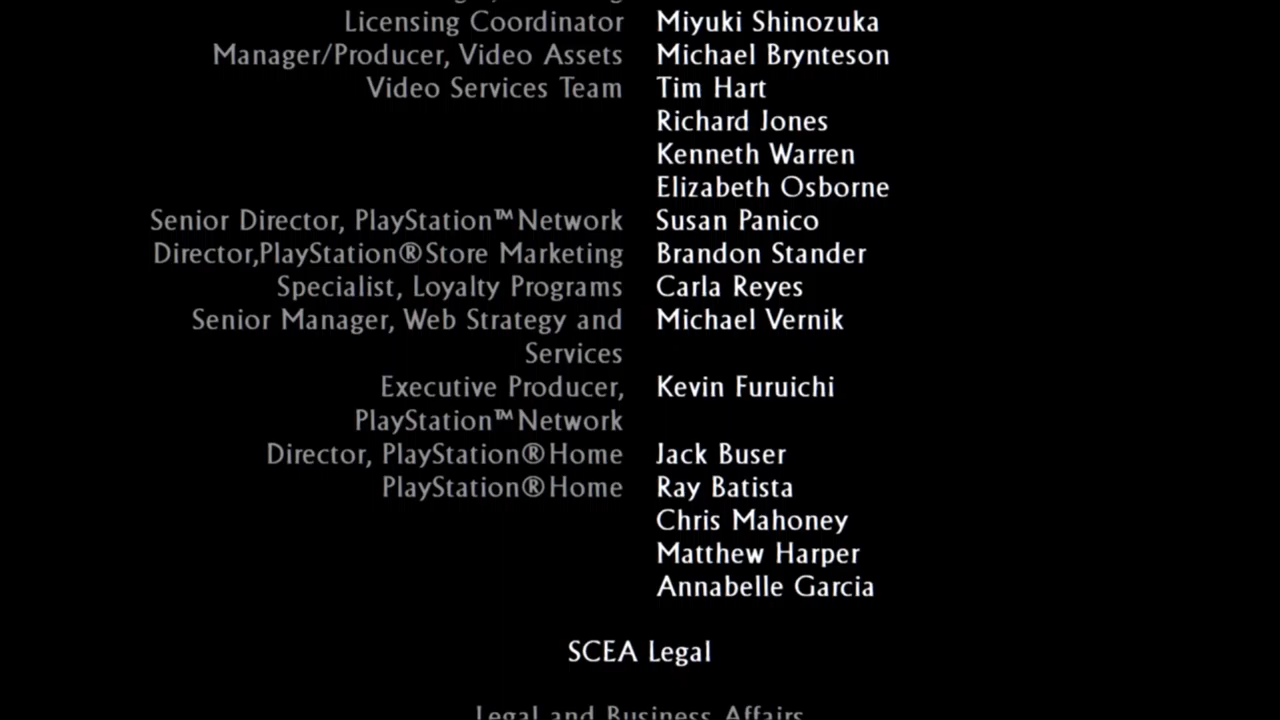 Licensing Coordinator Miyuki Shinozuka
Manager/Producer, Video Assets Michael Brynteson
Video Services Team Tim Hart
Richard Jones
Kenneth Warren
Elizabeth Osborne
Senior Director, PlayStation™Network Susan Panico
Director,PlayStation®Store Marketing Brandon Stander
Specialist, Loyalty Programs Carla Reyes
Senior Manager, Web Strategy and Michael Vernik
Services
Executive Producer, Kevin Furuichi
PlayStation™Network
Director, PlayStation®Home Jack Buser
PlayStation®Home Ray Batista
Chris Mahoney
Matthew Harper
Annabelle Garcia
SCEA Legal
Legal and Business Affairs